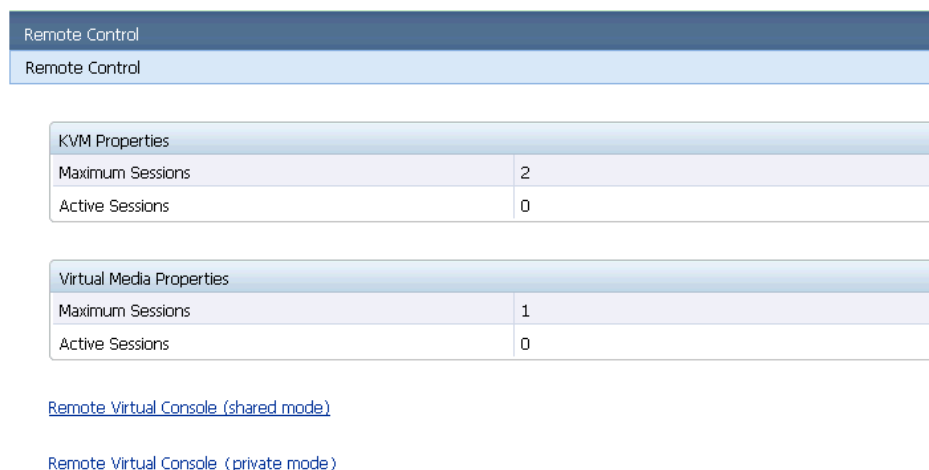 Remote Control
Remote Control
KVM Properties
Maximum Sessions 2
Active Sessions 0
Virtual Media Properties
Maximum Sessions 1
Active Sessions 0
Remote Virtual Console (shared mode)
Remote Virtual Console (private mode)